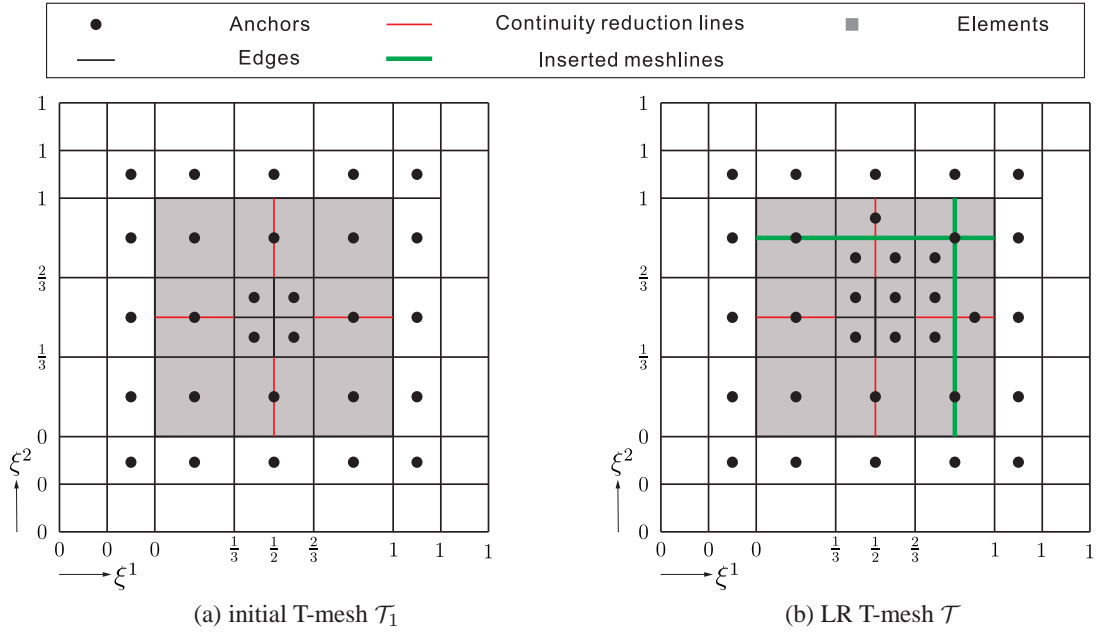 Anchors Continuity reduction lines Elements
Edges Inserted meshlines
1 1
1 1
1 1
2/3 2/3
1/3 1/3
0 0
ξ² ξ²
0 0
0 0
0 0 0 1/3 1/2 2/3 1 1 1 0 0 0 1/3 1/2 2/3 1 1 1
ξ¹ ξ¹
(a) initial T-mesh 𝒯₁ (b) LR T-mesh 𝒯